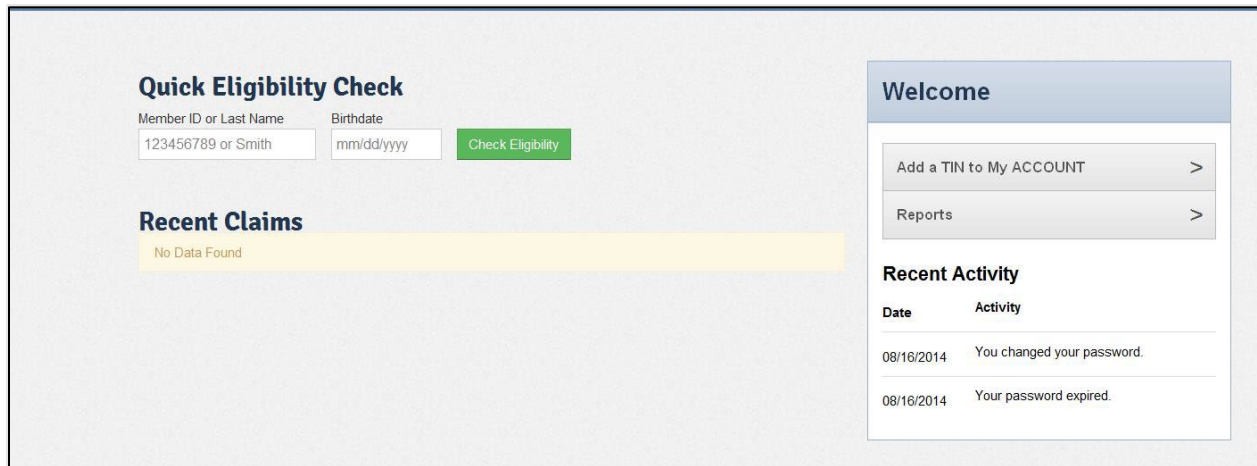 Quick Eligibility Check
Member ID or Last Name Birthdate
123456789 or Smith mm/dd/yyyy Check Eligibility
Recent Claims
No Data Found
Welcome
Add a TIN to My ACCOUNT >
Reports >
Recent Activity
Date Activity
08/16/2014 You changed your password.
08/16/2014 Your password expired.